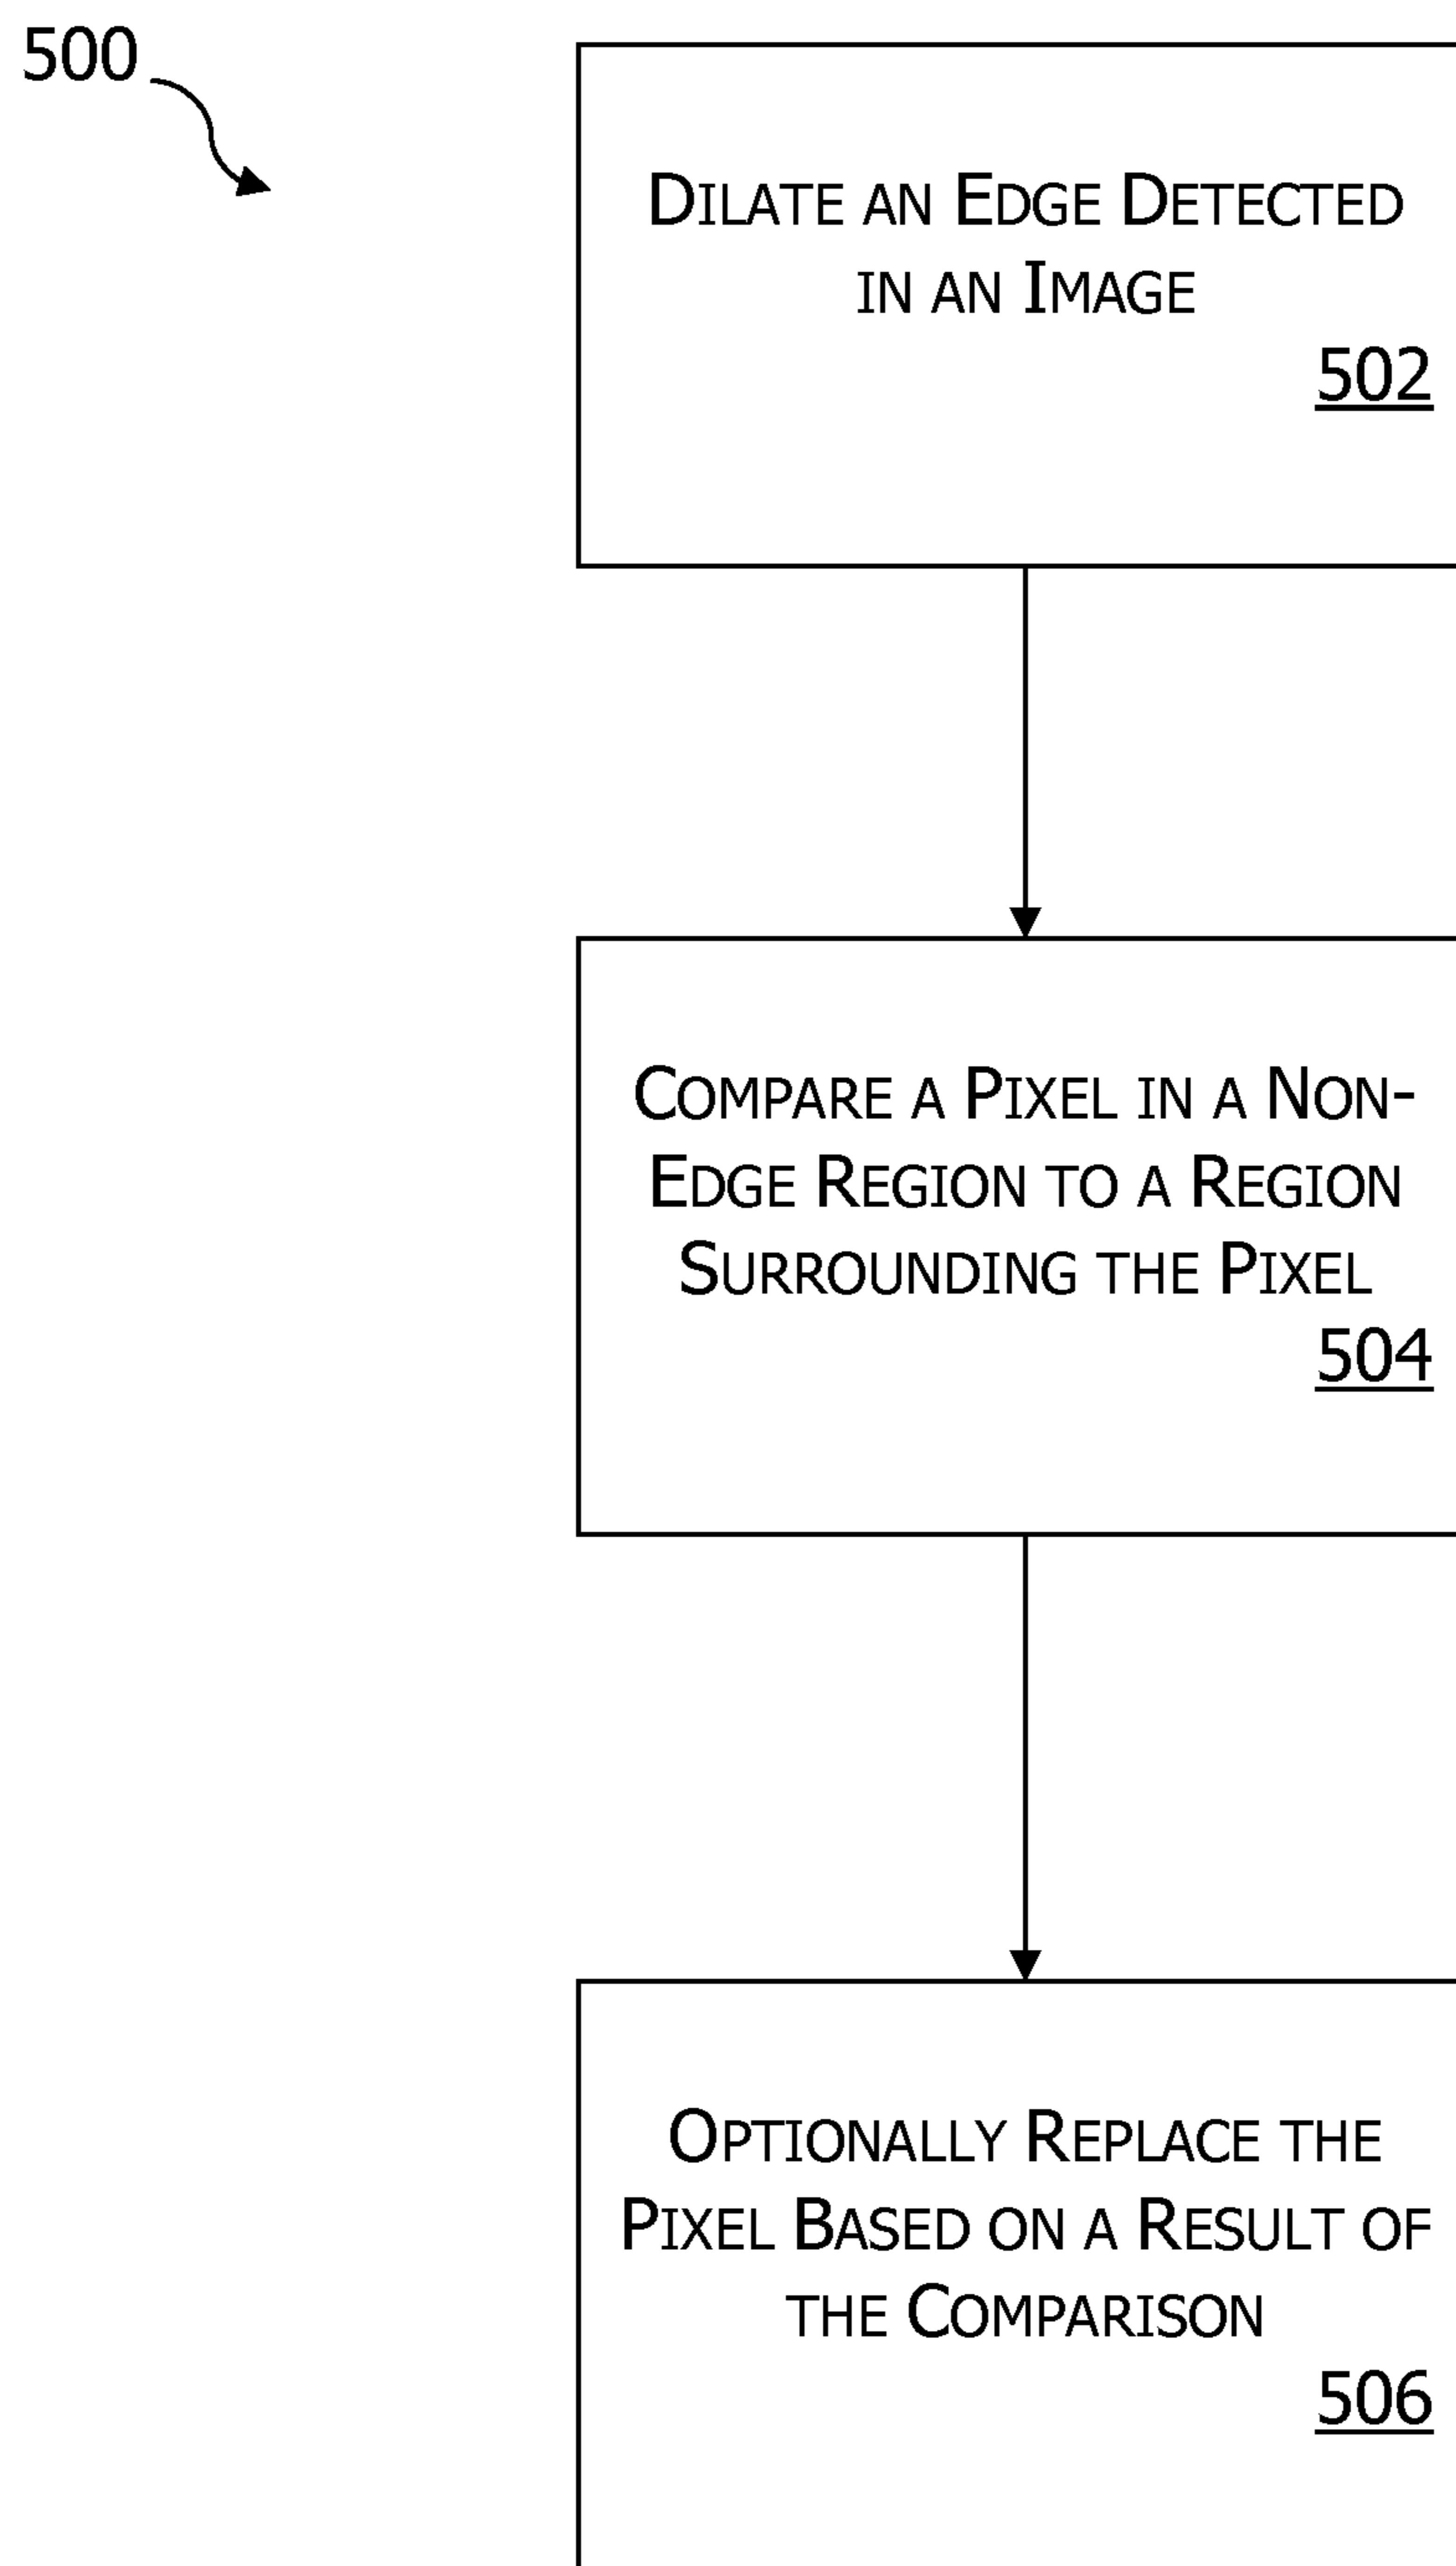 500
Dilate an Edge Detected
in an Image
502
Compare a Pixel in a Non-
Edge Region to a Region
Surrounding the Pixel
504
Optionally Replace the
Pixel Based on a Result of
the Comparison
506